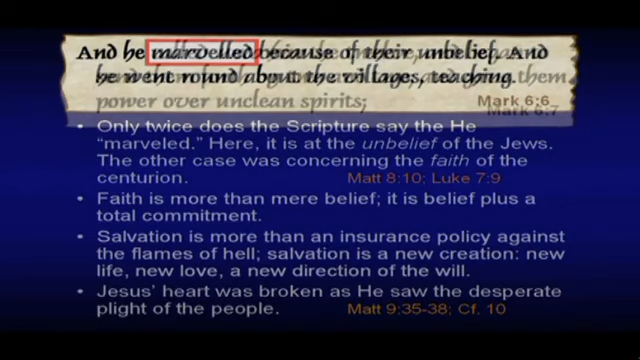 And he marvelled because of their unbelief. And
he went round about the villages, teaching.
them
power over unclean spirits;
Mark 6:6
Mark 6:7
• Only twice does the Scripture say the He
“marveled.” Here, it is at the unbelief of the Jews.
The other case was concerning the faith of the
centurion. Matt 8:10; Luke 7:9
• Faith is more than mere belief; it is belief plus a
total commitment.
• Salvation is more than an insurance policy against
the flames of hell; salvation is a new creation: new
life, new love, a new direction of the will.
• Jesus’ heart was broken as He saw the desperate
plight of the people. Matt 9:35-38; Cf. 10